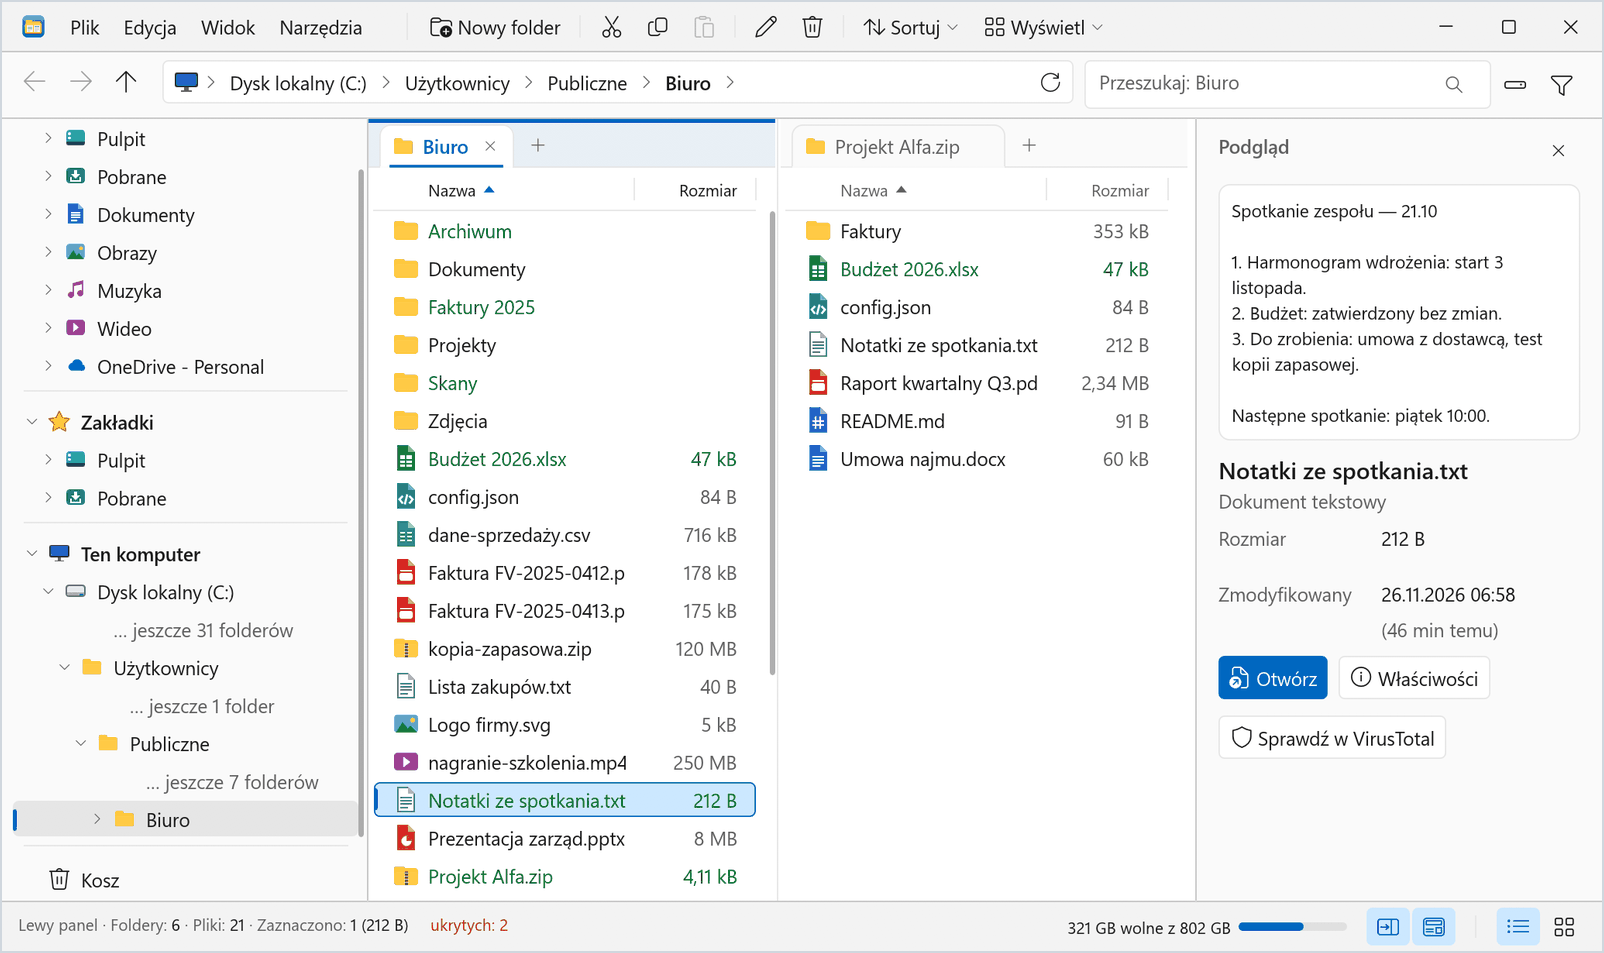 Plik Edycja Widok Narzędzia Nowy folder Sortuj Wyświetl
Dysk lokalny (C:) Użytkownicy Publiczne Biuro
Przeszukaj: Biuro
Pulpit
Pobrane
Dokumenty
Obrazy
Muzyka
Wideo
OneDrive - Personal
Zakładki
Pulpit
Pobrane
Ten komputer
Dysk lokalny (C:)
... jeszcze 31 folderów
Użytkownicy
... jeszcze 1 folder
Publiczne
... jeszcze 7 folderów
Biuro
Kosz
Biuro
Nazwa Rozmiar
Archiwum
Dokumenty
Faktury 2025
Projekty
Skany
Zdjęcia
Budżet 2026.xlsx 47 kB
config.json 84 B
dane-sprzedaży.csv 716 kB
Faktura FV-2025-0412.p 178 kB
Faktura FV-2025-0413.p 175 kB
kopia-zapasowa.zip 120 MB
Lista zakupów.txt 40 B
Logo firmy.svg 5 kB
nagranie-szkolenia.mp4 250 MB
Notatki ze spotkania.txt 212 B
Prezentacja zarząd.pptx 8 MB
Projekt Alfa.zip 4,11 kB
Projekt Alfa.zip
Nazwa Rozmiar
Faktury 353 kB
Budżet 2026.xlsx 47 kB
config.json 84 B
Notatki ze spotkania.txt 212 B
Raport kwartalny Q3.pd 2,34 MB
README.md 91 B
Umowa najmu.docx 60 kB
Podgląd
Spotkanie zespołu — 21.10
1. Harmonogram wdrożenia: start 3
listopada.
2. Budżet: zatwierdzony bez zmian.
3. Do zrobienia: umowa z dostawcą, test
kopii zapasowej.
Następne spotkanie: piątek 10:00.
Notatki ze spotkania.txt
Dokument tekstowy
Rozmiar 212 B
Zmodyfikowany 26.11.2026 06:58
(46 min temu)
Otwórz Właściwości
Sprawdź w VirusTotal
Lewy panel · Foldery: 6 · Pliki: 21 · Zaznaczono: 1 (212 B) ukrytych: 2
321 GB wolne z 802 GB